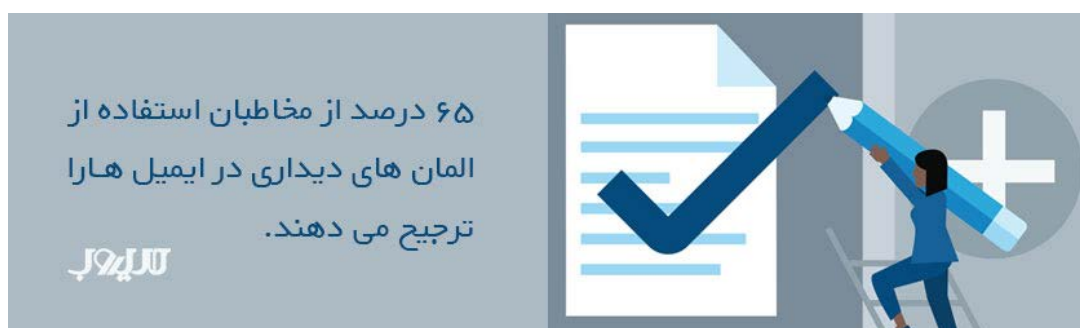 ۶۵ درصد از مخاطبان استفاده از
المان های دیداری در ایمیل هـارا
ترجیح می دهند.